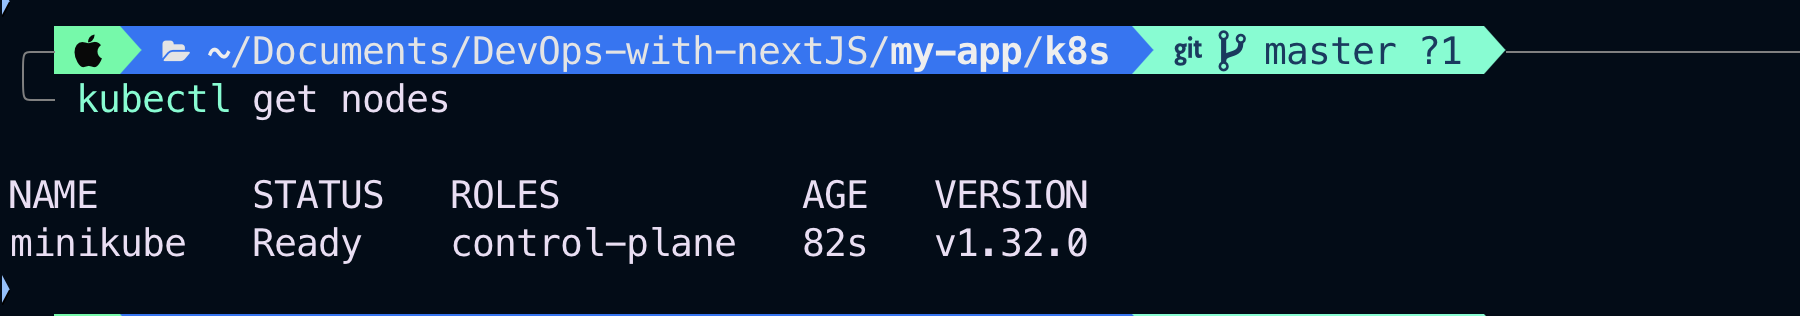 ~/Documents/DevOps-with-nextJS/my-app/k8s git master ?1
kubectl get nodes
NAME STATUS ROLES AGE VERSION
minikube Ready control-plane 82s v1.32.0